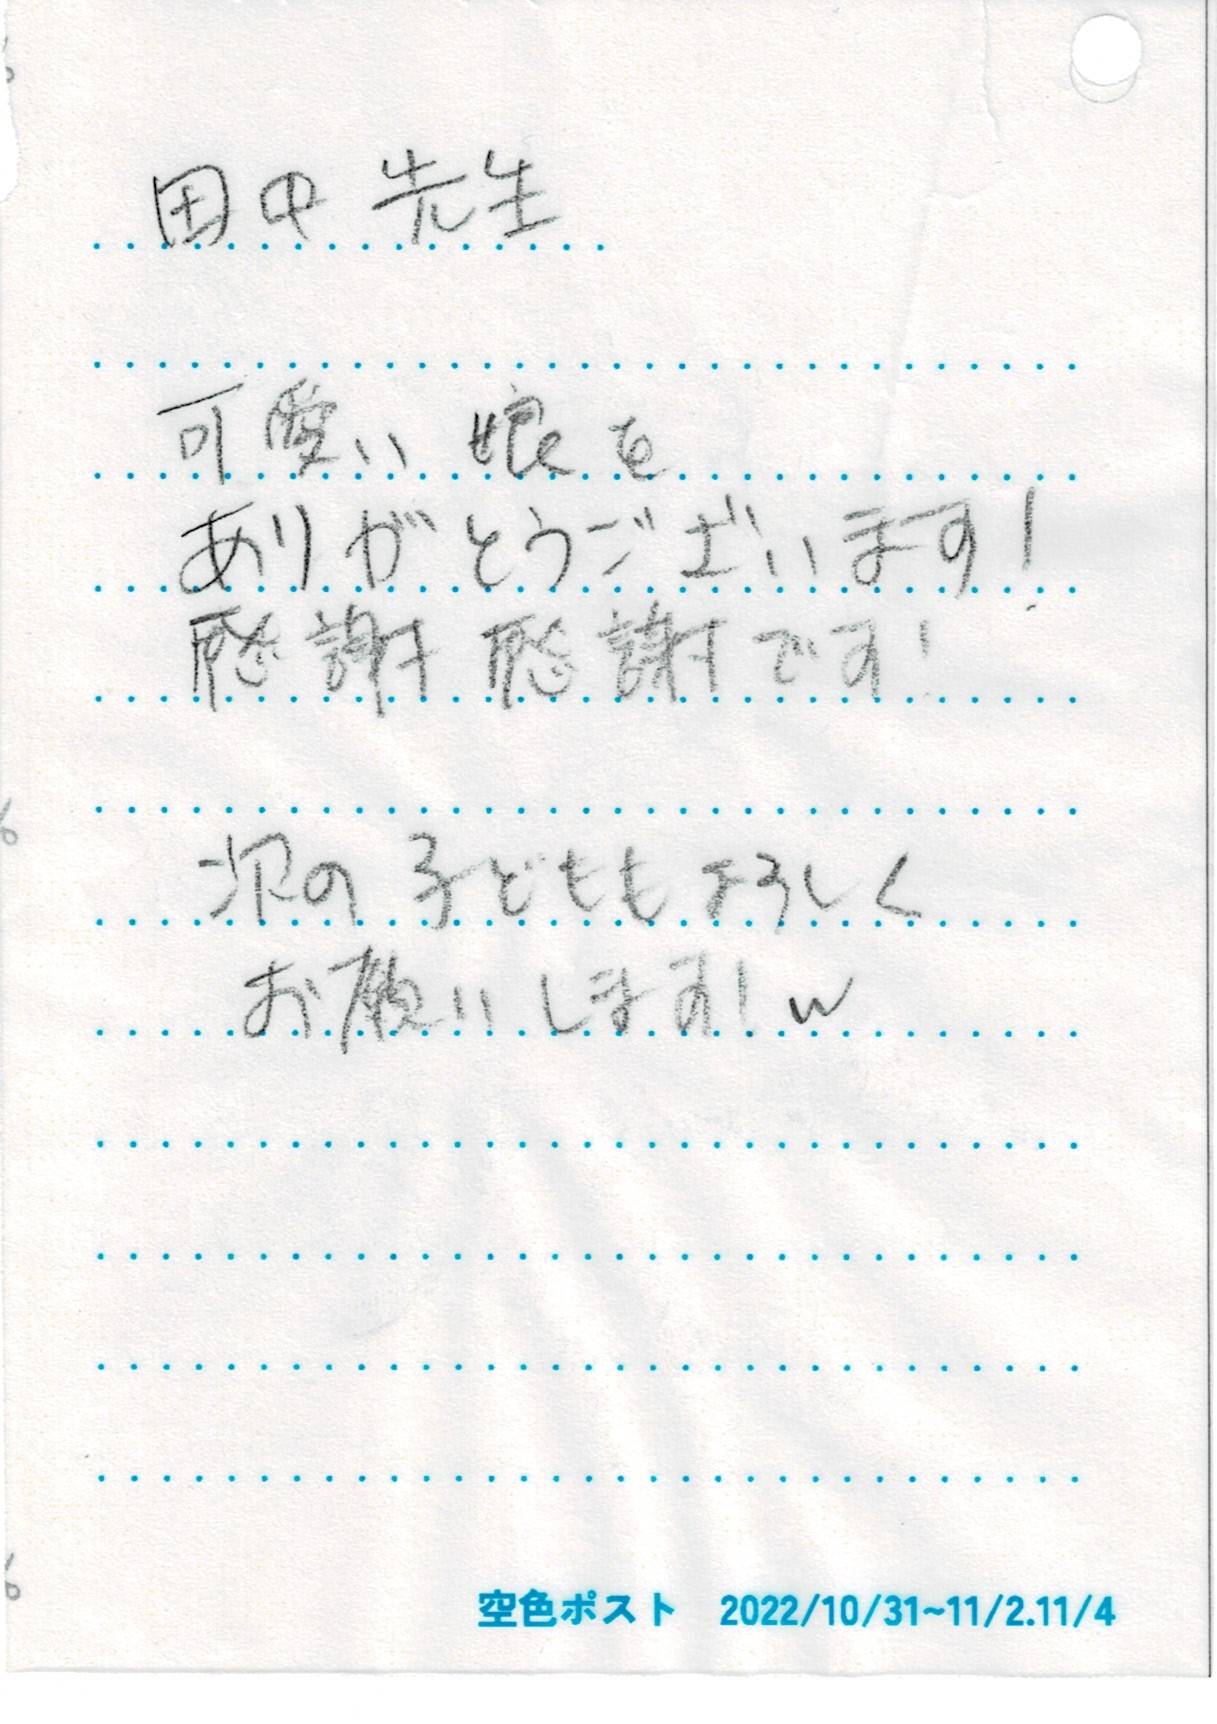 田中 先生
可愛い 娘を
ありがとうございます!
感謝 感謝です!
次の 子どももよろしく
お願いします! w
空色ポスト 2022/10/31~11/2.11/4